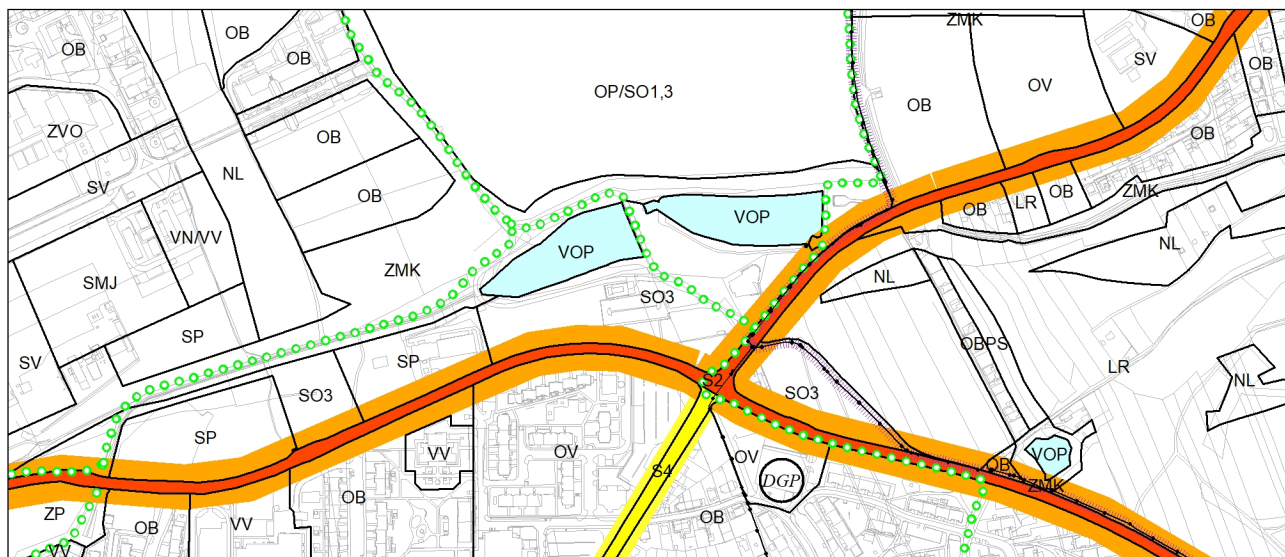 OB
OB
OB
ZMK
OB
SV
OB
OP/SO1,3
OB
OV
ZVO
OB
OB
SV
NL
OB
ZMK
VN/VV
VOP
OB
LR
OB
VOP
NL
SMJ
ZMK
SO3
NL
SP
OBPS
SV
SP
LR
S2
NL
SO3
SO3
SP
VV
OV
OV
VOP
S4
OB
DGP
ZMK
OB
ZP
OB
VV
OB
VV